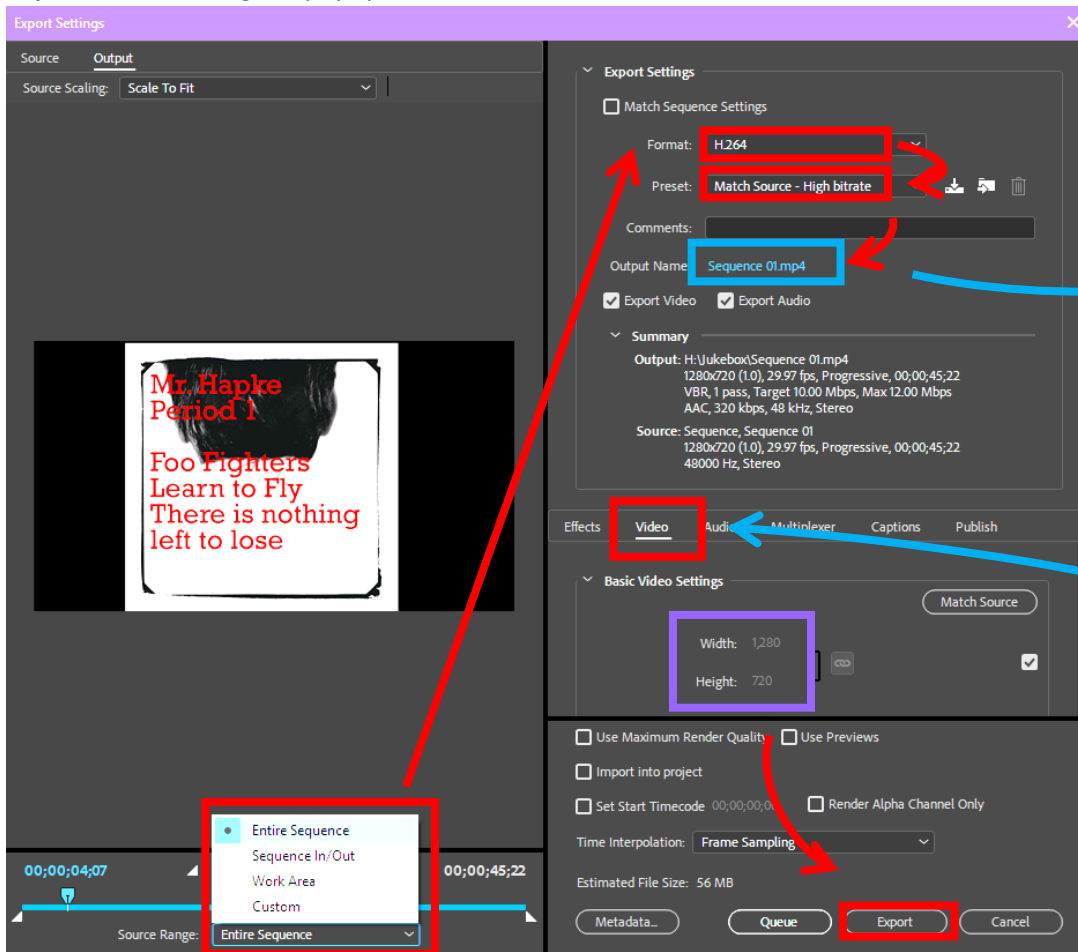 Export Settings
Source Output
Source Scaling: Scale To Fit
Mr. Hapke
Period 1
Foo Fighters
Learn to Fly
There is nothing
left to lose
00;00;04;07 00;00;45;22
Entire Sequence
Sequence In/Out
Work Area
Custom
Source Range: Entire Sequence
Export Settings
Match Sequence Settings
Format: H.264
Preset: Match Source - High bitrate
Comments:
Output Name Sequence 01.mp4
Export Video Export Audio
Summary
Output: H:\Jukebox\Sequence 01.mp4
1280x720 (1.0), 29.97 fps, Progressive, 00;00;45;22
VBR, 1 pass, Target 10.00 Mbps, Max 12.00 Mbps
AAC, 320 kbps, 48 kHz, Stereo
Source: Sequence, Sequence 01
1280x720 (1.0), 29.97 fps, Progressive, 00;00;45;22
48000 Hz, Stereo
Effects Video Audio Multiplexer Captions Publish
Basic Video Settings
Match Source
Width: 1,280
Height: 720
Use Maximum Render Quality Use Previews
Import into project
Set Start Timecode Render Alpha Channel Only
Time Interpolation: Frame Sampling
Estimated File Size: 56 MB
Metadata... Queue Export Cancel